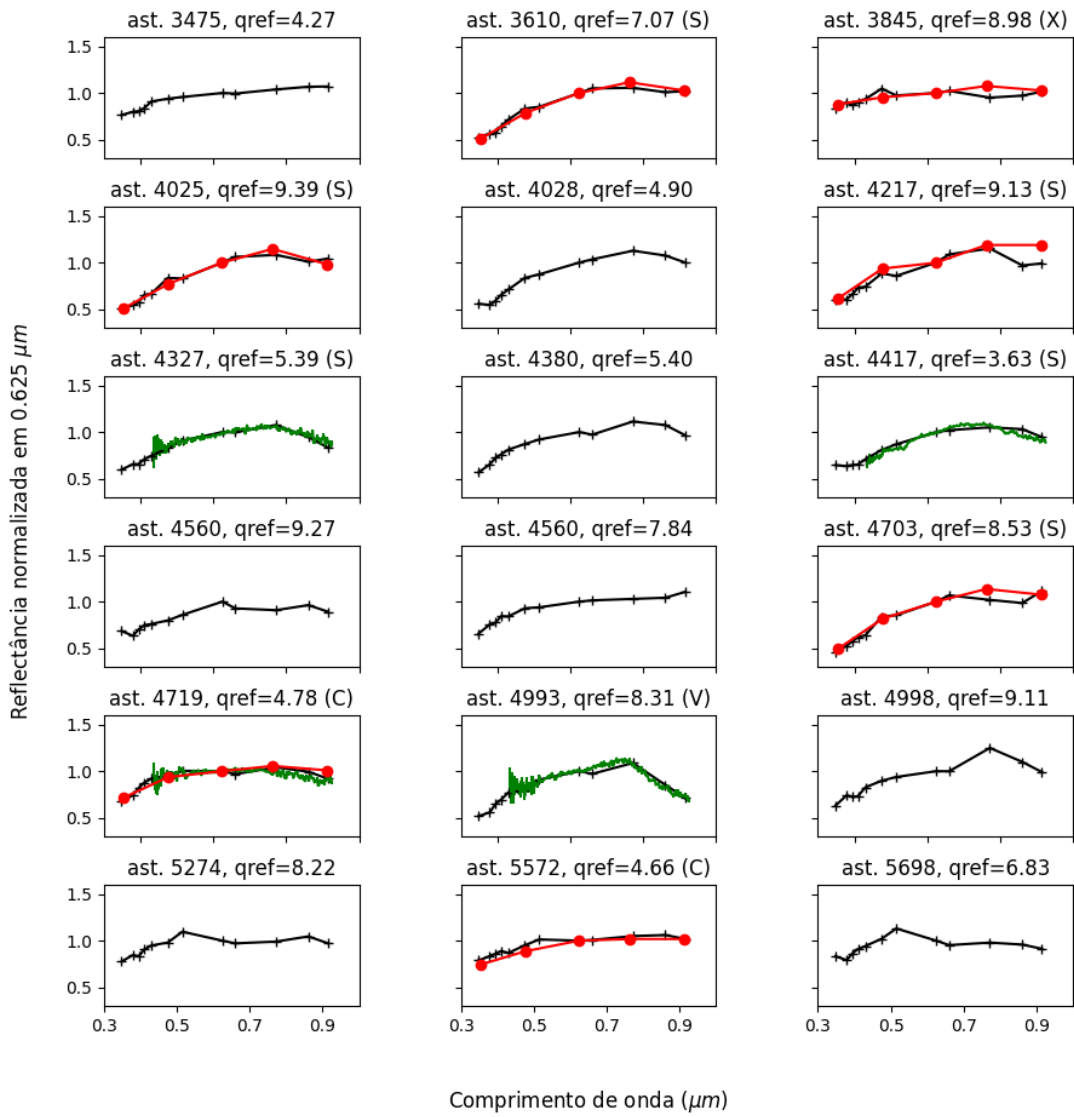 ast. 3475, qref=4.27
ast. 3610, qref=7.07 (S)
ast. 3845, qref=8.98 (X)
1.5
1.0
0.5
ast. 4025, qref=9.39 (S)
ast. 4028, qref=4.90
ast. 4217, qref=9.13 (S)
1.5
1.0
0.5
ast. 4327, qref=5.39 (S)
ast. 4380, qref=5.40
ast. 4417, qref=3.63 (S)
1.5
1.0
0.5
ast. 4560, qref=9.27
ast. 4560, qref=7.84
ast. 4703, qref=8.53 (S)
1.5
1.0
0.5
ast. 4719, qref=4.78 (C)
ast. 4993, qref=8.31 (V)
ast. 4998, qref=9.11
1.5
1.0
0.5
ast. 5274, qref=8.22
ast. 5572, qref=4.66 (C)
ast. 5698, qref=6.83
1.5
1.0
0.5
0.3 0.5 0.7 0.9
0.3 0.5 0.7 0.9
0.3 0.5 0.7 0.9
Reflectância normalizada em 0.625 μm
Comprimento de onda (μm)